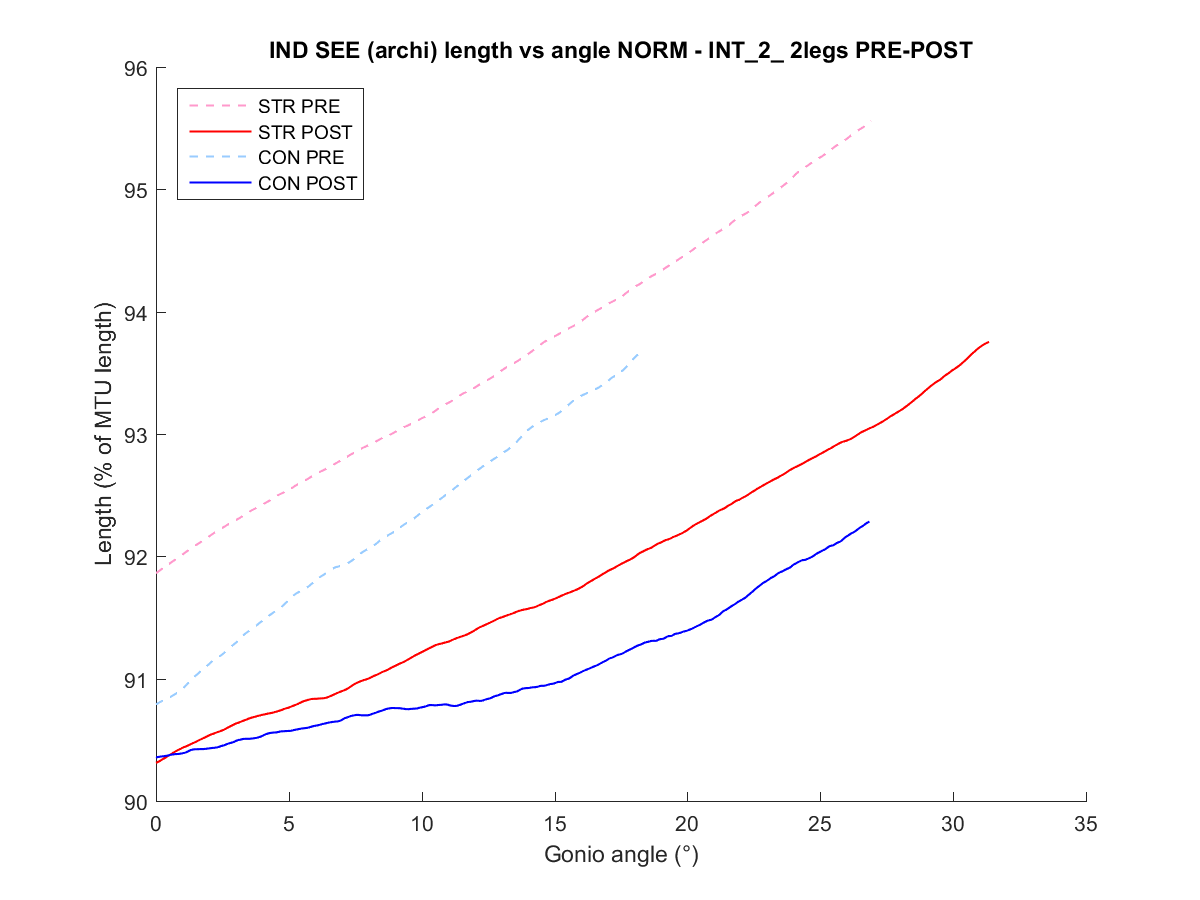 IND SEE (archi) length vs angle NORM - INT_2_ 2legs PRE-POST
96
95
94
93
92
91
90
Length (% of MTU length)
STR PRE
STR POST
CON PRE
CON POST
0 5 10 15 20 25 30 35
Gonio angle (°)